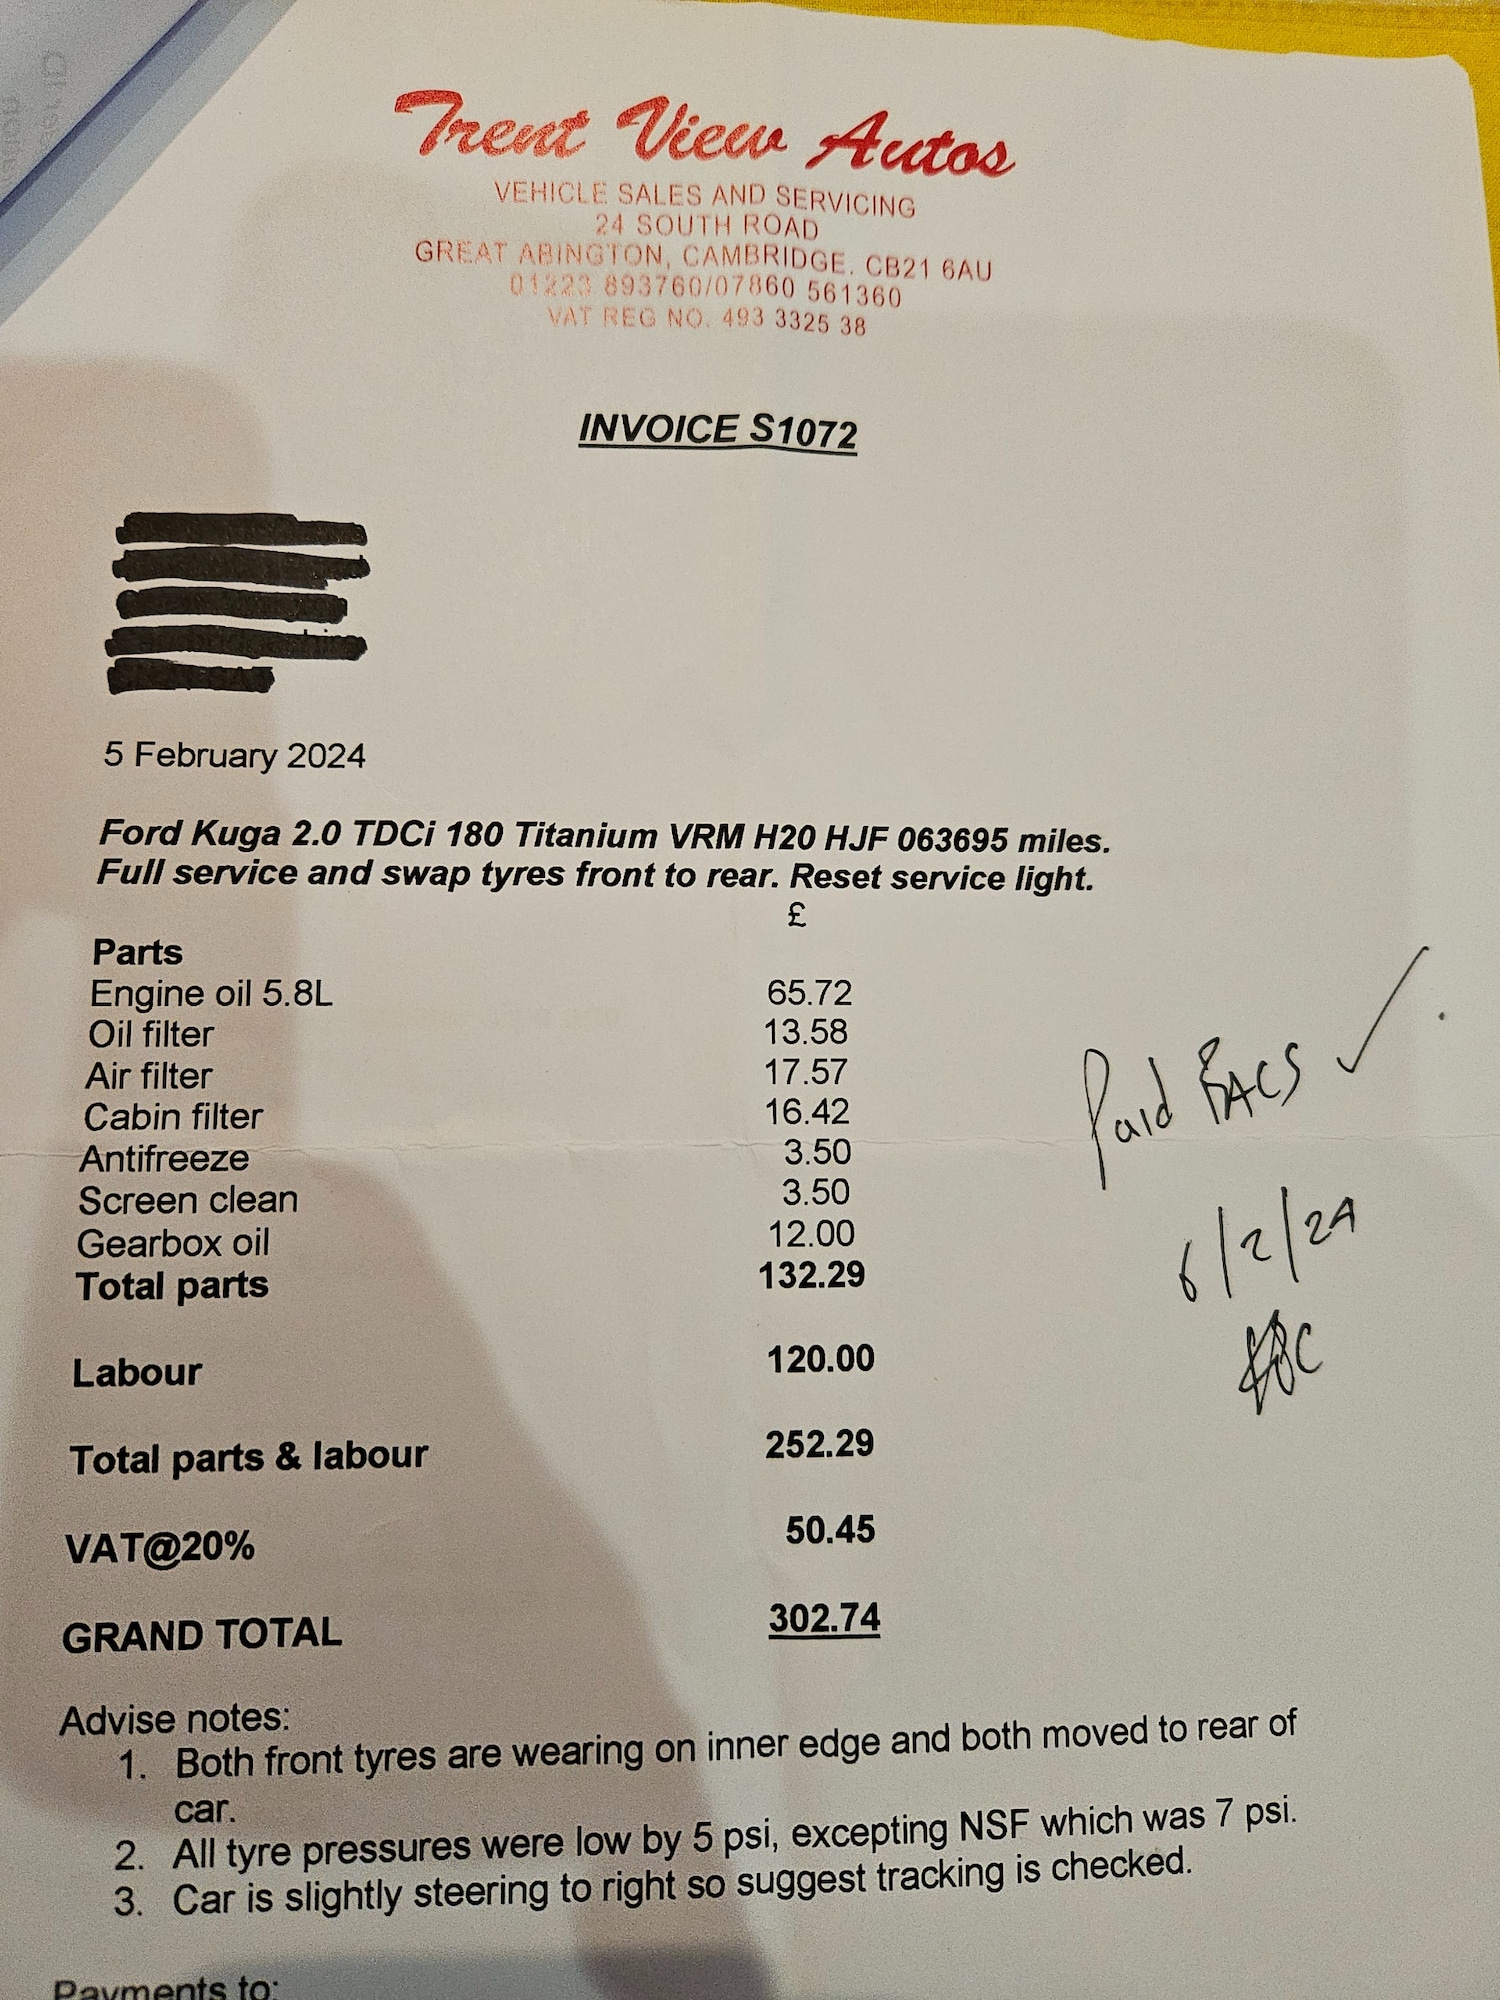 Trent View Autos
VEHICLE SALES AND SERVICING
24 SOUTH ROAD
GREAT ABINGTON, CAMBRIDGE. CB21 6AU
01223 893760/07860 561360
VAT REG NO. 493 3325 38
INVOICE S1072
5 February 2024
Ford Kuga 2.0 TDCi 180 Titanium VRM H20 HJF 063695 miles.
Full service and swap tyres front to rear. Reset service light.
£
Parts
Engine oil 5.8L 65.72
Oil filter 13.58
Air filter 17.57
Cabin filter 16.42
Antifreeze 3.50
Screen clean 3.50
Gearbox oil 12.00
Total parts 132.29
Labour 120.00
Total parts & labour 252.29
VAT@20% 50.45
GRAND TOTAL 302.74
Paid BACS ✓
6/2/24
Advise notes:
1. Both front tyres are wearing on inner edge and both moved to rear of
car.
2. All tyre pressures were low by 5 psi, excepting NSF which was 7 psi.
3. Car is slightly steering to right so suggest tracking is checked.
Payments to: